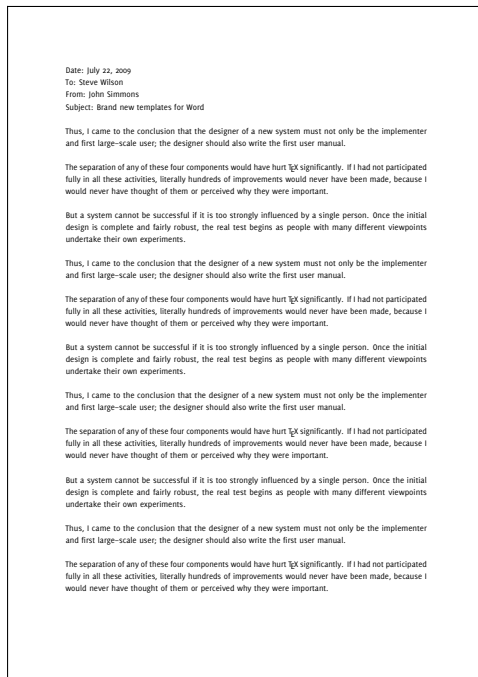 Date: July 22, 2009
To: Steve Wilson
From: John Simmons
Subject: Brand new templates for Word
Thus, I came to the conclusion that the designer of a new system must not only be the implementer
and first large-scale user; the designer should also write the first user manual.
The separation of any of these four components would have hurt TEX significantly. If I had not participated
fully in all these activities, literally hundreds of improvements would never have been made, because I
would never have thought of them or perceived why they were important.
But a system cannot be successful if it is too strongly influenced by a single person. Once the initial
design is complete and fairly robust, the real test begins as people with many different viewpoints
undertake their own experiments.
Thus, I came to the conclusion that the designer of a new system must not only be the implementer
and first large-scale user; the designer should also write the first user manual.
The separation of any of these four components would have hurt TEX significantly. If I had not participated
fully in all these activities, literally hundreds of improvements would never have been made, because I
would never have thought of them or perceived why they were important.
But a system cannot be successful if it is too strongly influenced by a single person. Once the initial
design is complete and fairly robust, the real test begins as people with many different viewpoints
undertake their own experiments.
Thus, I came to the conclusion that the designer of a new system must not only be the implementer
and first large-scale user; the designer should also write the first user manual.
The separation of any of these four components would have hurt TEX significantly. If I had not participated
fully in all these activities, literally hundreds of improvements would never have been made, because I
would never have thought of them or perceived why they were important.
But a system cannot be successful if it is too strongly influenced by a single person. Once the initial
design is complete and fairly robust, the real test begins as people with many different viewpoints
undertake their own experiments.
Thus, I came to the conclusion that the designer of a new system must not only be the implementer
and first large-scale user; the designer should also write the first user manual.
The separation of any of these four components would have hurt TEX significantly. If I had not participated
fully in all these activities, literally hundreds of improvements would never have been made, because I
would never have thought of them or perceived why they were important.